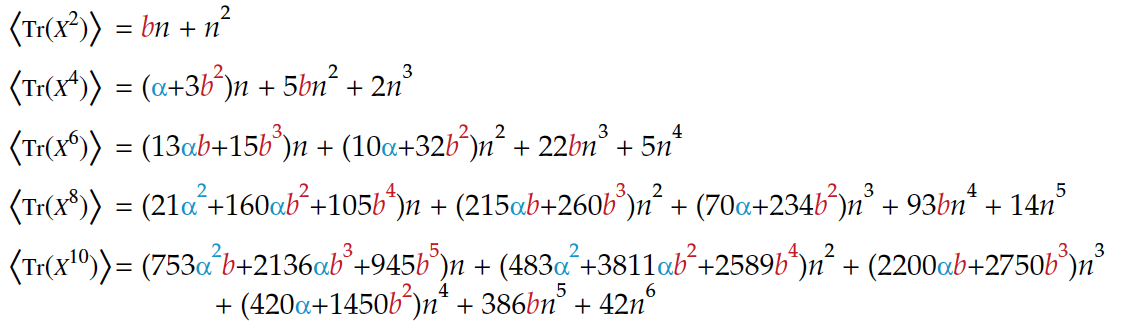 ⟨Tr(X²)⟩ = bn + n²
⟨Tr(X⁴)⟩ = (α+3b²)n + 5bn² + 2n³
⟨Tr(X⁶)⟩ = (13αb+15b³)n + (10α+32b²)n² + 22bn³ + 5n⁴
⟨Tr(X⁸)⟩ = (21α²+160αb²+105b⁴)n + (215αb+260b³)n² + (70α+234b²)n³ + 93bn⁴ + 14n⁵
⟨Tr(X¹⁰)⟩= (753α²b+2136αb³+945b⁵)n + (483α²+3811αb²+2589b⁴)n² + (2200αb+2750b³)n³
+ (420α+1450b²)n⁴ + 386bn⁵ + 42n⁶